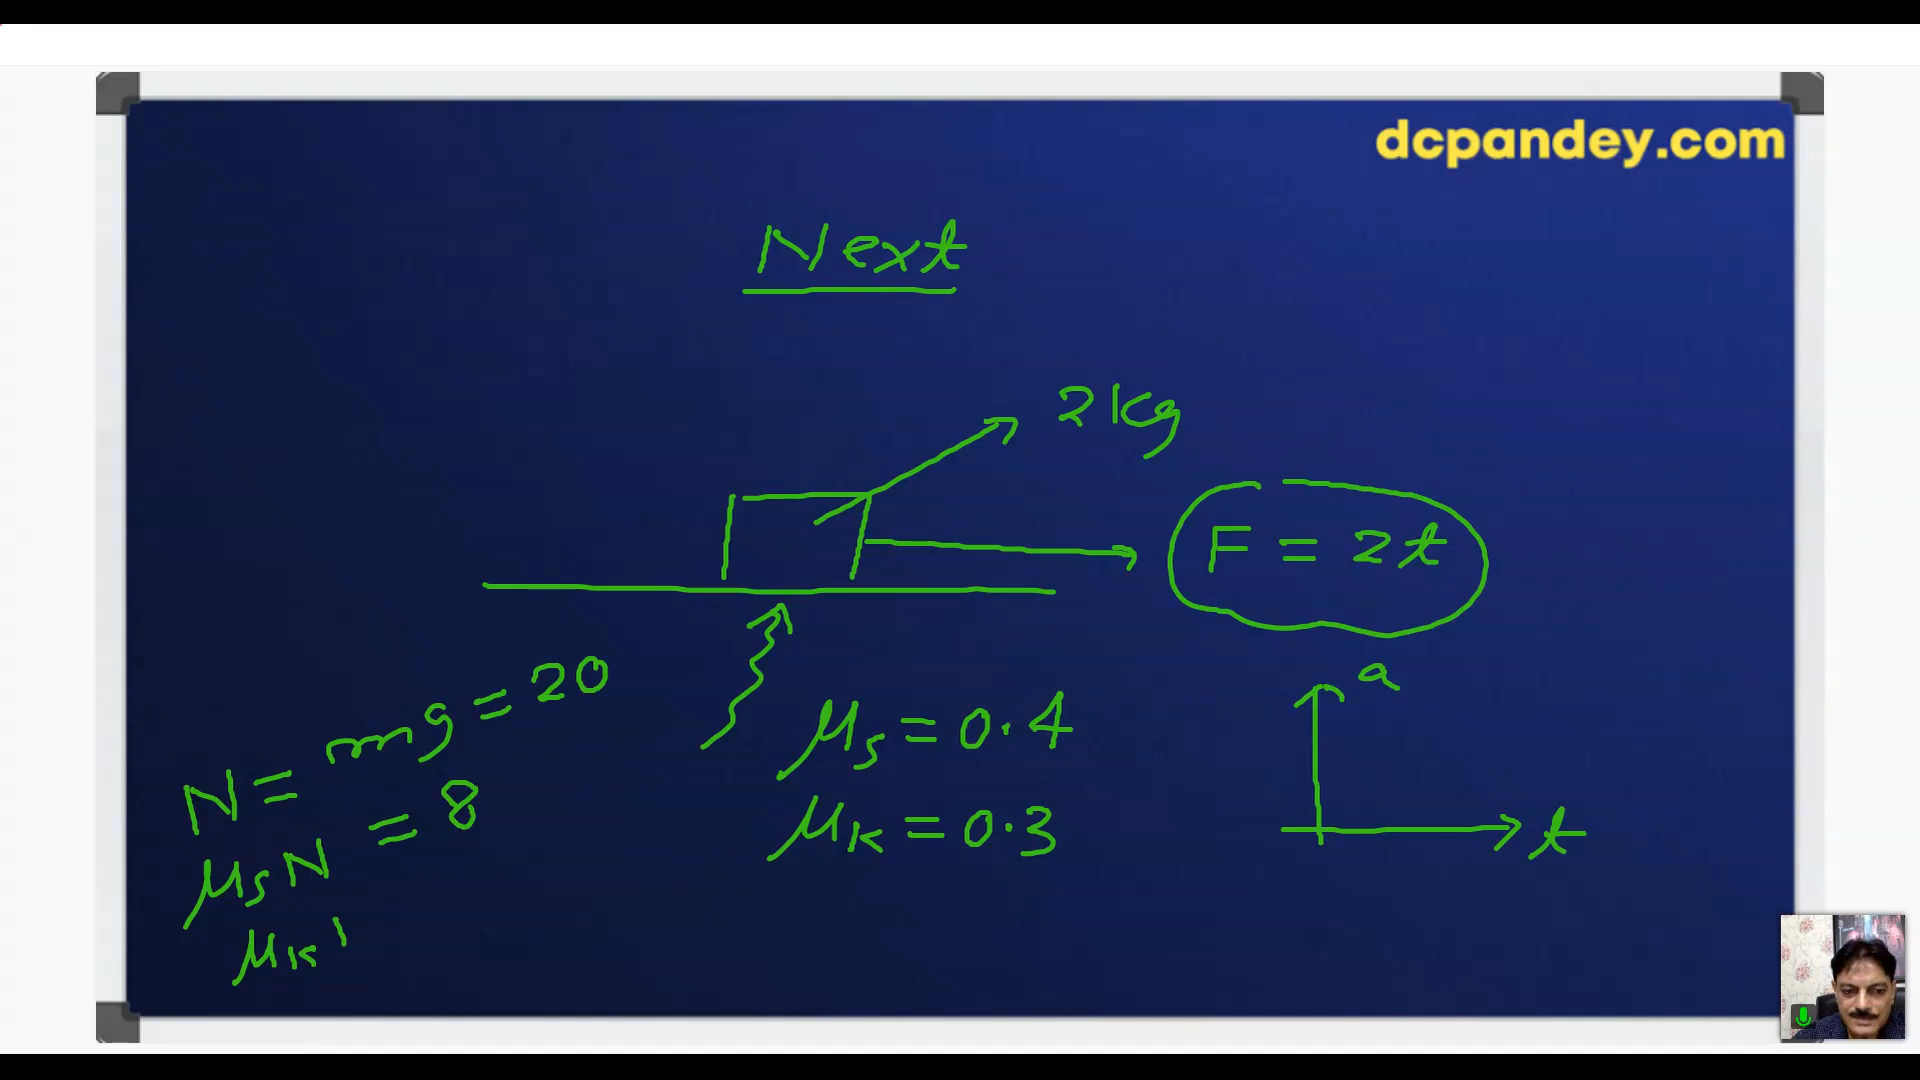 dcpandey.com
Next
2kg
F = 2t
a
t
μs = 0.4
μk = 0.3
N = mg = 20
μsN = 8
μk